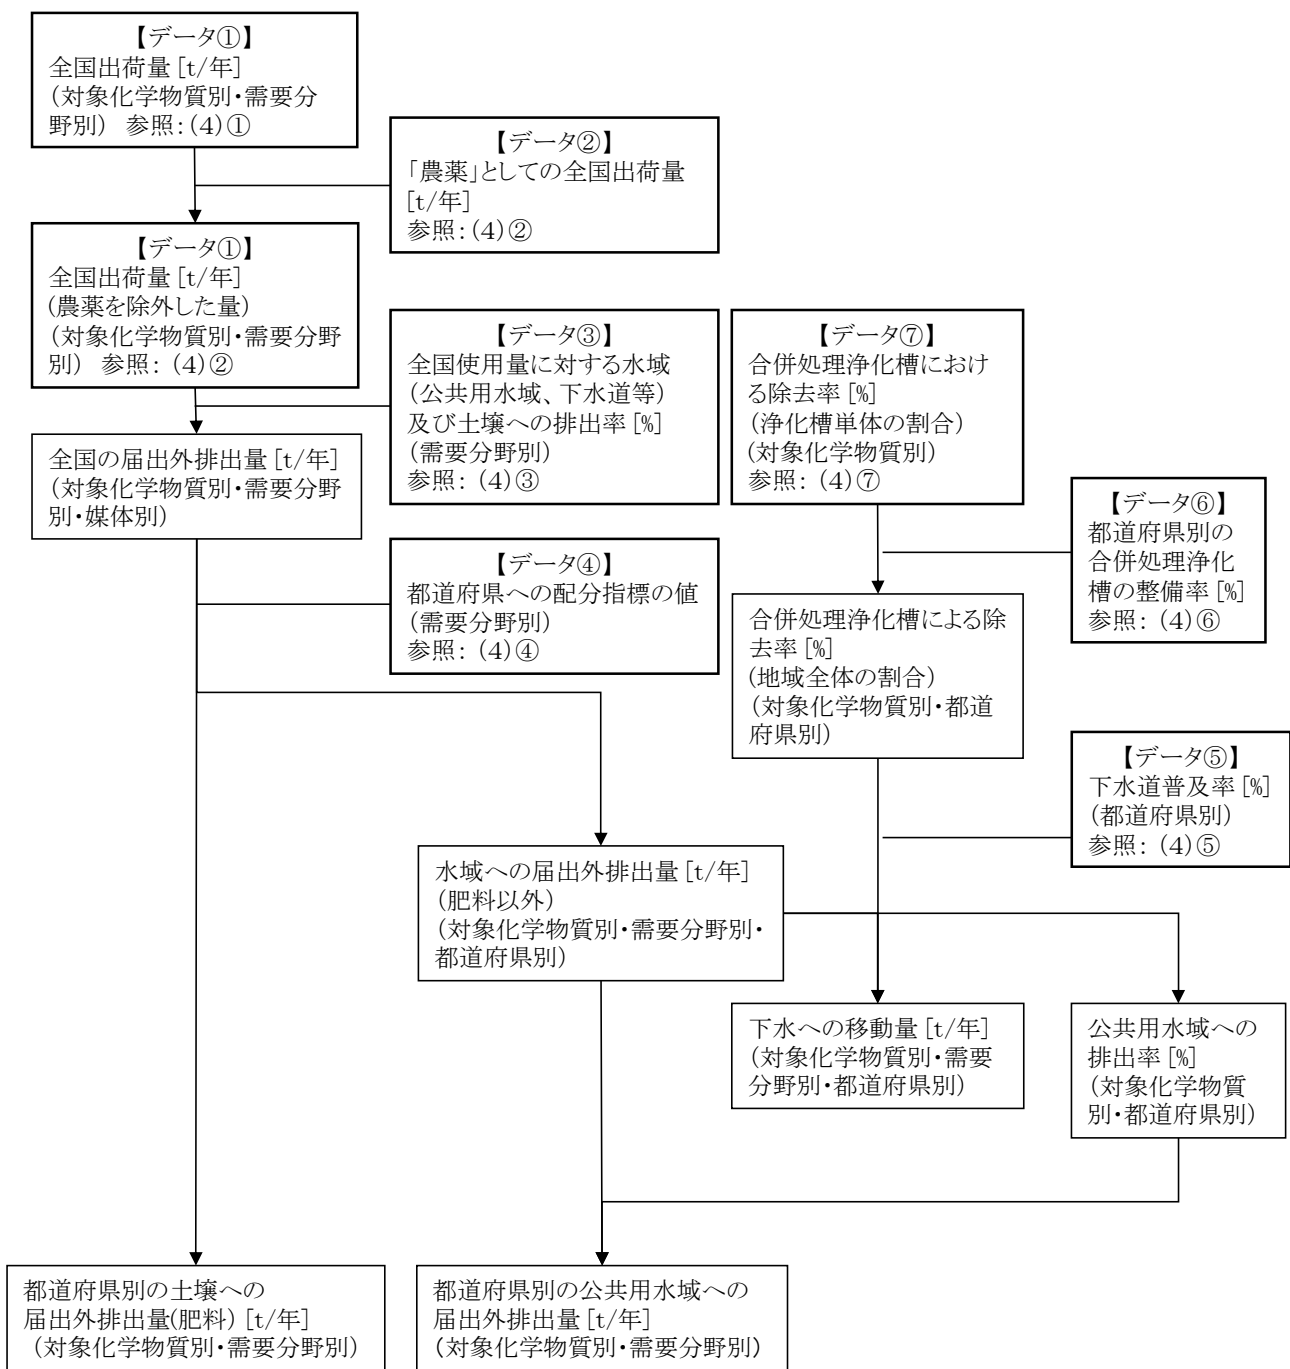 【データ①】
全国出荷量[t/年]
(対象化学物質別・需要分
野別) 参照:(4)①
【データ②】
「農薬」としての全国出荷量
[t/年]
参照:(4)②
【データ①】
全国出荷量[t/年]
(農薬を除外した量)
(対象化学物質別・需要分野
別) 参照:(4)②
【データ③】
全国使用量に対する水域
(公共用水域、下水道等)
及び土壌への排出率[%]
(需要分野別)
参照:(4)③
【データ⑦】
合併処理浄化槽におけ
る除去率[%]
(浄化槽単体の割合)
(対象化学物質別)
参照:(4)⑦
全国の届出外排出量[t/年]
(対象化学物質別・需要分野
別・媒体別)
【データ⑥】
都道府県別の
合併処理浄化
槽の整備率[%]
参照:(4)⑥
【データ④】
都道府県への配分指標の値
(需要分野別)
参照:(4)④
合併処理浄化槽による除
去率[%]
(地域全体の割合)
(対象化学物質別・都道
府県別)
【データ⑤】
下水道普及率[%]
(都道府県別)
参照:(4)⑤
水域への届出外排出量[t/年]
(肥料以外)
(対象化学物質別・需要分野別・
都道府県別)
下水への移動量[t/年]
(対象化学物質別・需要
分野別・都道府県別)
公共用水域への
排出率[%]
(対象化学物質
別・都道府県別)
都道府県別の土壌への
届出外排出量(肥料)[t/年]
(対象化学物質別・需要分野別)
都道府県別の公共用水域への
届出外排出量[t/年]
(対象化学物質別・需要分野別)